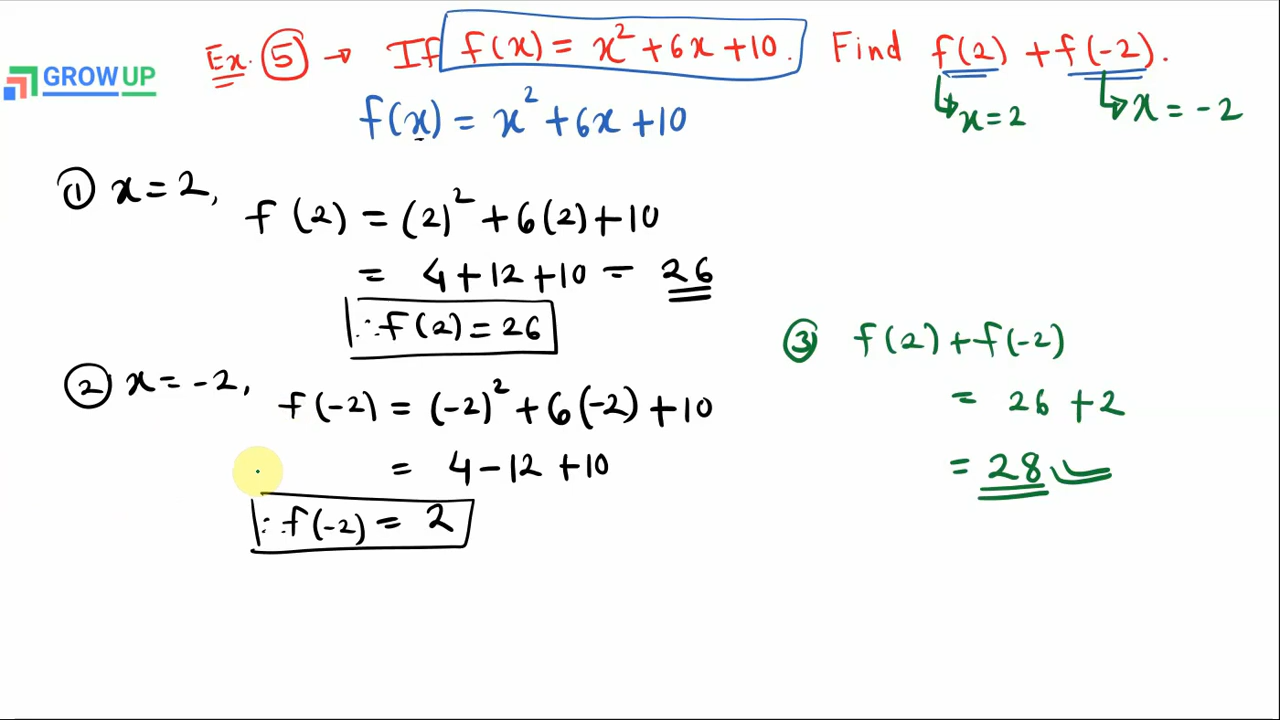 Ex. 5 → If f(x) = x² + 6x + 10. Find f(2) + f(-2).
GROW UP
f(x) = x² + 6x + 10
x = 2
x = -2
① x = 2,
f(2) = (2)² + 6(2) + 10
= 4 + 12 + 10 = 26
∴ f(2) = 26
② x = -2,
f(-2) = (-2)² + 6(-2) + 10
= 4 - 12 + 10
∴ f(-2) = 2
③ f(2) + f(-2)
= 26 + 2
= 28